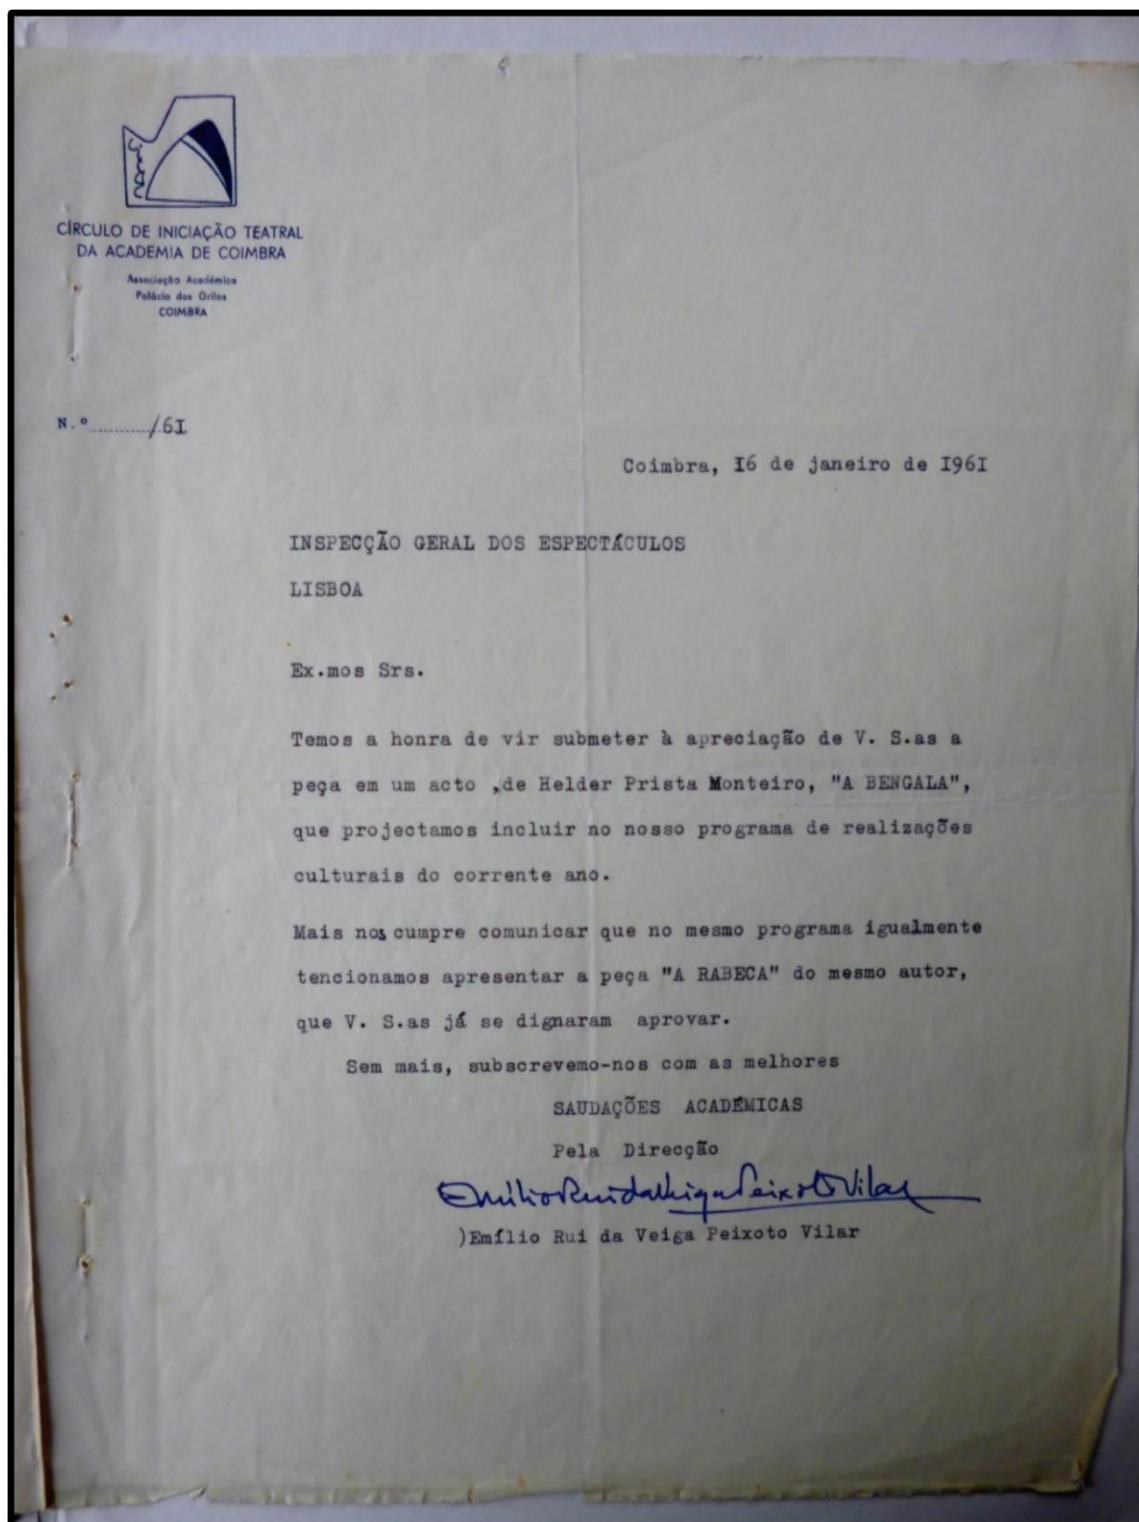 CÍRCULO DE INICIAÇÃO TEATRAL
DA ACADEMIA DE COIMBRA
Associação Académica
Palácio dos Grilos
COIMBRA
N.º ........../61
Coimbra, I6 de janeiro de I96I
INSPECÇÃO GERAL DOS ESPECTÁCULOS
LISBOA
Ex.mos Srs.
Temos a honra de vir submeter à apreciação de V. S.as a
peça em um acto ,de Helder Prista Monteiro, "A BENGALA",
que projectamos incluir no nosso programa de realizações
culturais do corrente ano.
Mais nos cumpre comunicar que no mesmo programa igualmente
tencionamos apresentar a peça "A RABECA" do mesmo autor,
que V. S.as já se dignaram aprovar.
Sem mais, subscrevemo-nos com as melhores
SAUDAÇÕES ACADÉMICAS
Pela Direcção
Emílio Rui da Veiga Peixoto Vilar
)Emílio Rui da Veiga Peixoto Vilar